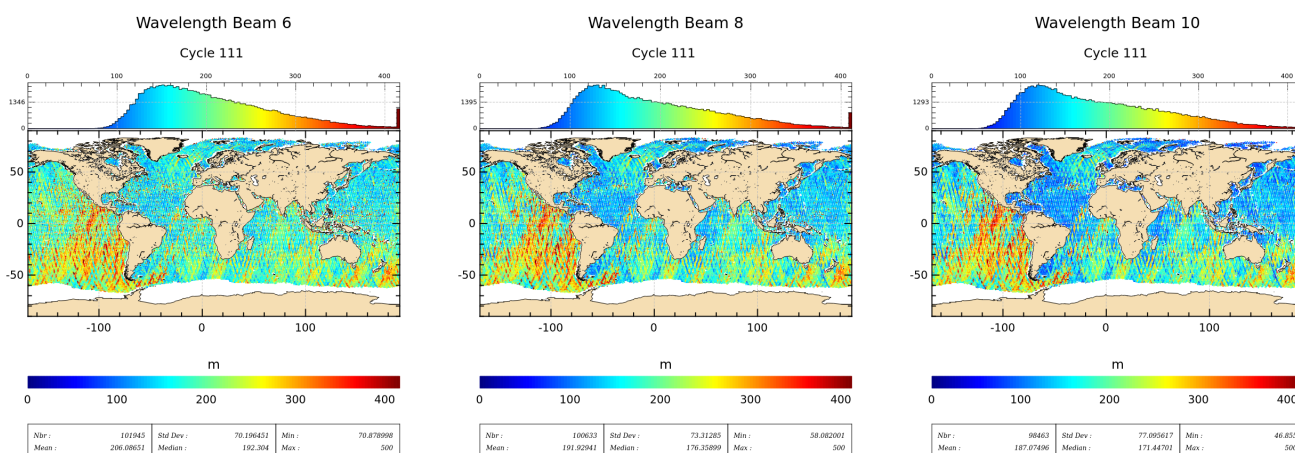 Wavelength Beam 6
Cycle 111
0 100 200 300 400
1346
0
50
0
-50
-100 0 100
m
0 100 200 300 400
Nbr : 101945 Std Dev : 70.196451 Min : 70.878998
Mean : 206.08651 Median : 192.304 Max : 500
Wavelength Beam 8
Cycle 111
0 100 200 300 400
1395
0
50
0
-50
-100 0 100
m
0 100 200 300 400
Nbr : 100633 Std Dev : 73.31285 Min : 58.082001
Mean : 191.92941 Median : 176.35899 Max : 500
Wavelength Beam 10
Cycle 111
0 100 200 300 400
1293
0
50
0
-50
-100 0 100
m
0 100 200 300 400
Nbr : 98463 Std Dev : 77.095617 Min : 46.855
Mean : 187.07496 Median : 171.44701 Max : 500